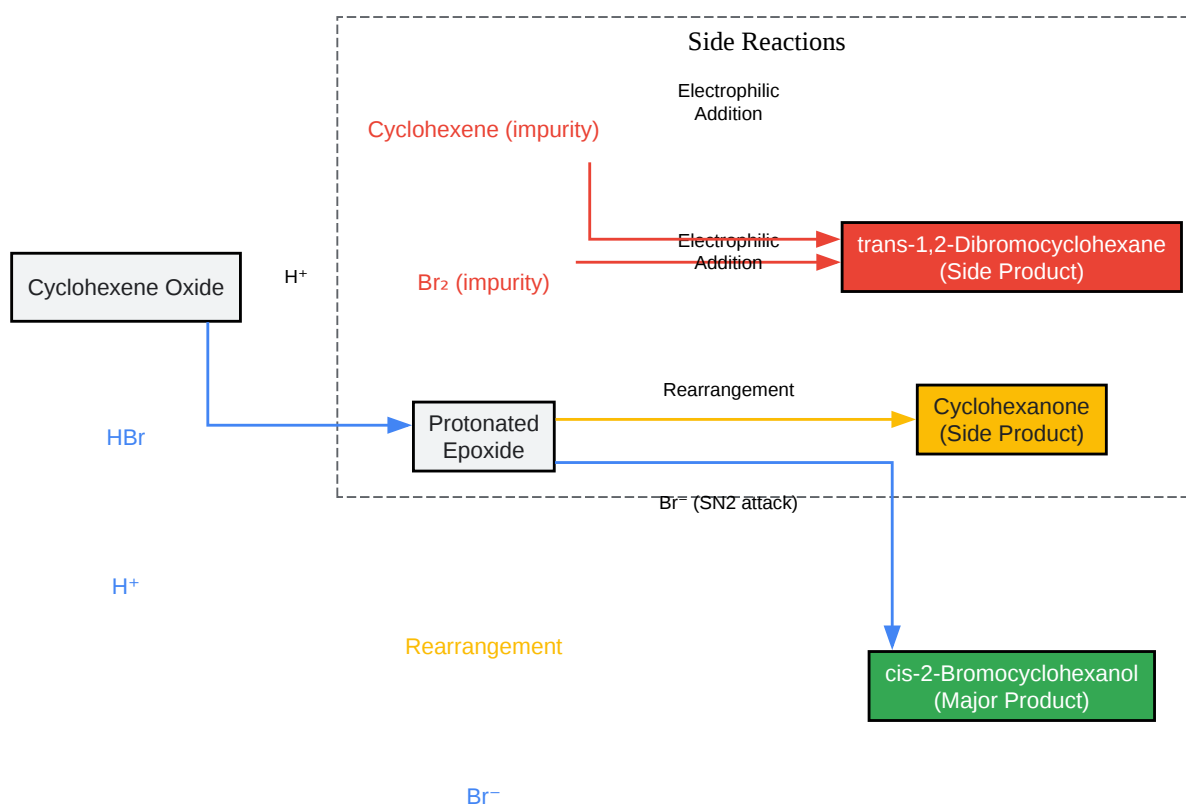 Side Reactions
Electrophilic
Addition
Cyclohexene (impurity)
Electrophilic
Addition
trans-1,2-Dibromocyclohexane
(Side Product)
Cyclohexene Oxide
H⁺
Br₂ (impurity)
Rearrangement
Cyclohexanone
(Side Product)
HBr
Protonated
Epoxide
Br⁻ (SN2 attack)
H⁺
Rearrangement
cis-2-Bromocyclohexanol
(Major Product)
Br⁻